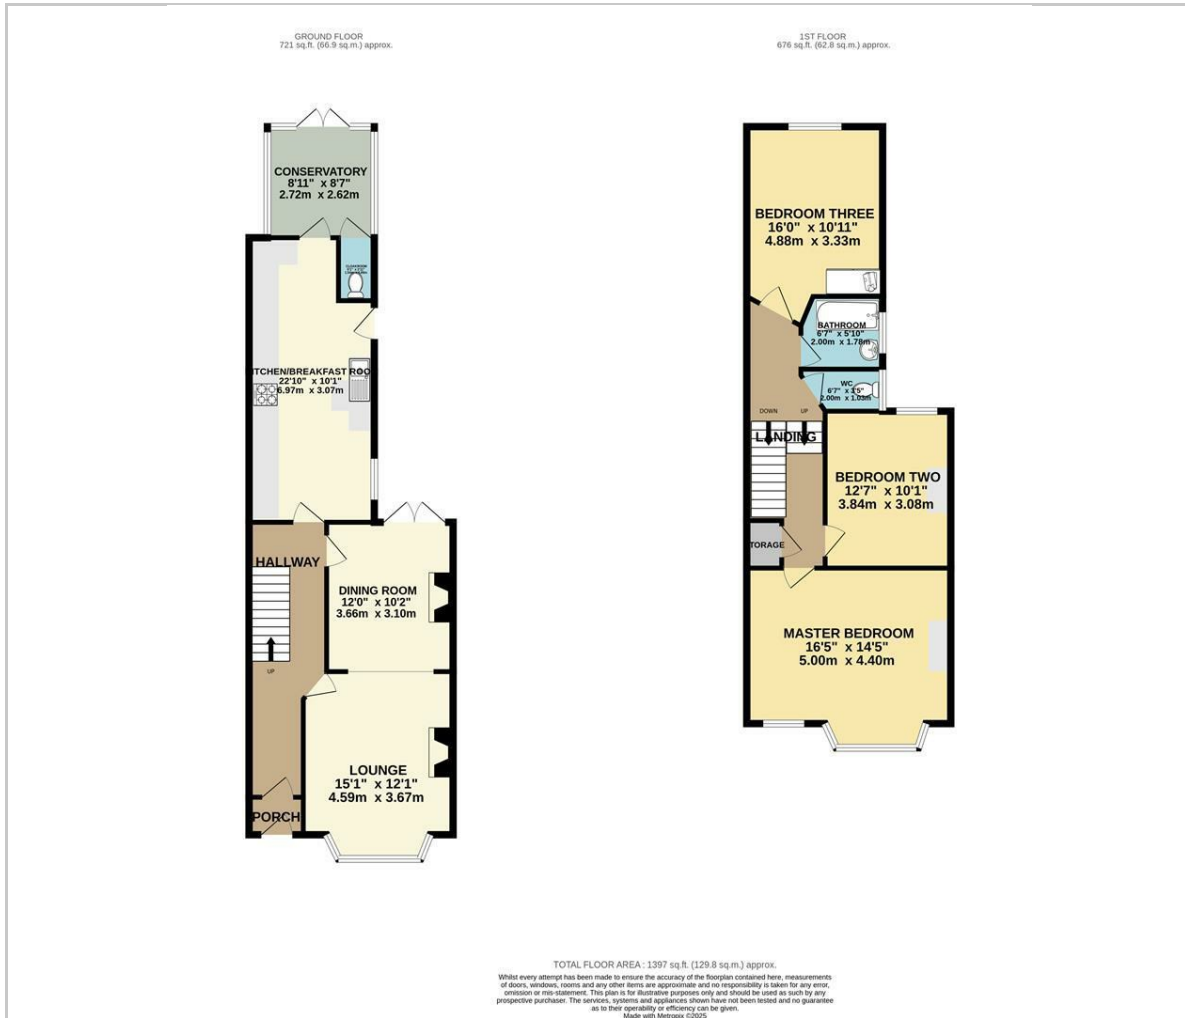 GROUND FLOOR
721 sq.ft. (66.9 sq.m.) approx.
CONSERVATORY
8'11" x 8'7"
2.72m x 2.62m
ITCHEN/BREAKFAST ROO
22'10" x 10'1"
6.97m x 3.07m
HALLWAY
UP
DINING ROOM
12'0" x 10'2"
3.66m x 3.10m
LOUNGE
15'1" x 12'1"
4.59m x 3.67m
PORCH
1ST FLOOR
676 sq.ft. (62.8 sq.m.) approx.
BEDROOM THREE
16'0" x 10'11"
4.88m x 3.33m
BATHROOM
6'7" x 5'10"
2.00m x 1.78m
WC
6'7" x 3'5"
2.00m x 1.03m
DOWN
UP
LANDING
BEDROOM TWO
12'7" x 10'1"
3.84m x 3.08m
TORAGE
MASTER BEDROOM
16'5" x 14'5"
5.00m x 4.40m
TOTAL FLOOR AREA : 1397 sq.ft. (129.8 sq.m.) approx.
Whilst every attempt has been made to ensure the accuracy of the floorplan contained here, measurements
of doors, windows, rooms and any other items are approximate and no responsibility is taken for any error,
omission or mis-statement. This plan is for illustrative purposes only and should be used as such by any
prospective purchaser. The services, systems and appliances shown have not been tested and no guarantee
as to their operability or efficiency can be given.
Made with Metropix ©2025